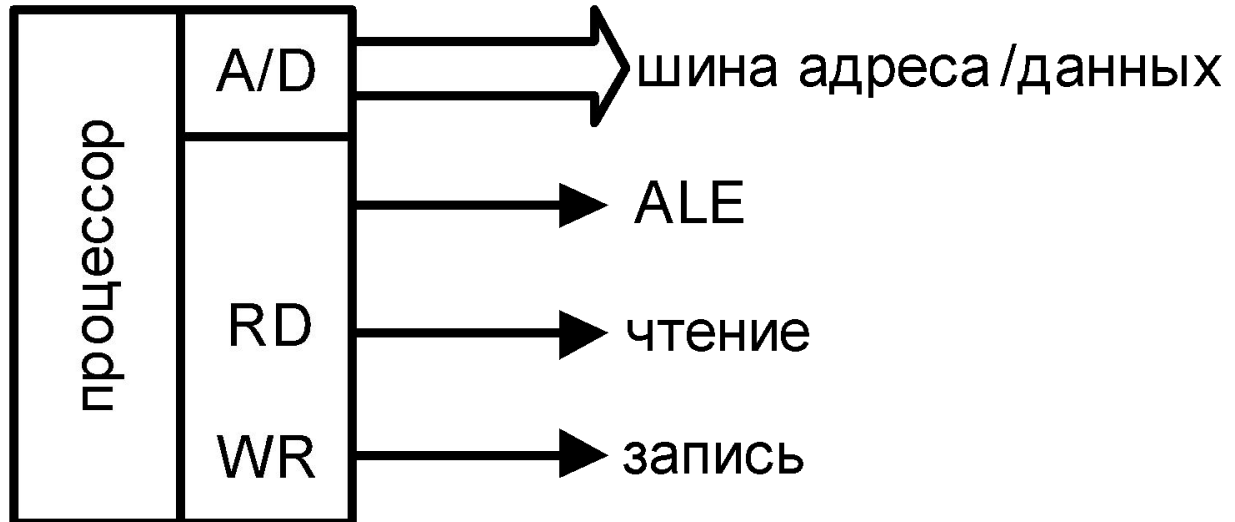 процессор
A/D
шина адреса/данных
ALE
RD
чтение
WR
запись